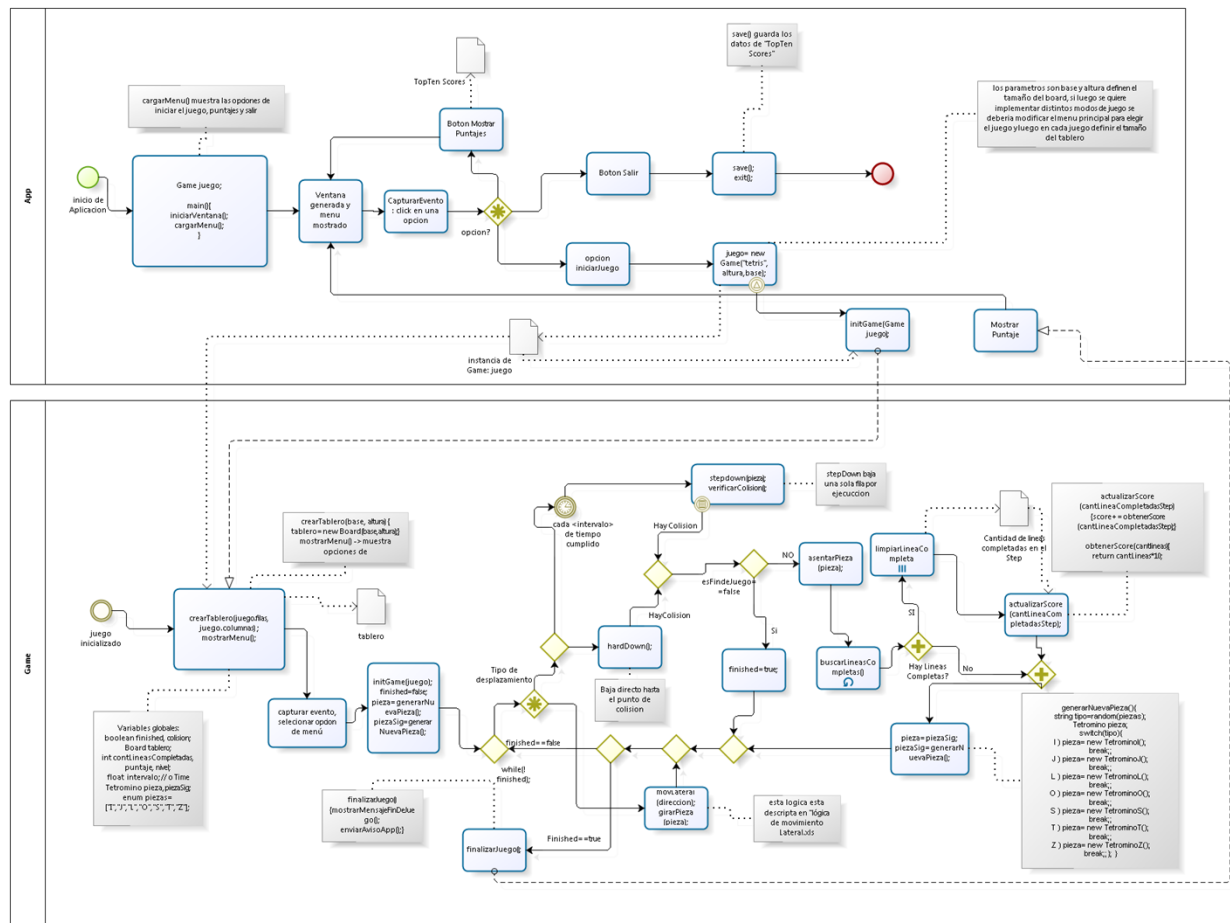 App
save() guarda los
datos de "TopTen
Scores"
TopTen Scores
cargarMenu() muestra las opciones de
iniciar el juego, puntajes y salir
los parametros son base y altura definen el
tamaño del board, si luego se quiere
implementar distintos modos de juego se
deberia modificar el menu principal para elegir
el juego y luego en cada juego definir el tamaño
del tablero
Boton Mostrar
Puntajes
inicio de
Aplicacion
Game juego;
main(){
iniciarVentana();
cargarMenu();
}
Ventana
generada y
menu
mostrado
CapturarEvento
: click en una
opcion
opcion?
Boton Salir
save();
exit();
opcion
iniciarJuego
juego= new
Game("tetris",
altura,base);
initGame(Game
juego);
Mostrar
Puntaje
instancia de
Game: juego
Game
stepdown(pieza);
verificarColision();
stepDown baja
una sola fila por
ejecuccion
cada <intervalo>
de tiempo
cumplido
Hay Colision
crearTablero(base, altura) {
tablero= new Board(base,altura);}
mostrarMenu() -> muestra
opciones de
Cantidad de lineas
completadas en el
Step
actualizarScore
(cantLineaCompletadasStep)
{score+= obtenerScore
(cantLineaCompletadasStep);}
obtenerScore(cantlineas){
return cantLineas*10;
juego
inicializado
crearTablero(juego.filas,
juego.columnas) ;
mostrarMenu();
tablero
HayColision
esFindeJuego=
=false
NO
asentarPieza
(pieza);
limpiarLineaCo
mpleta
SI
actualizarScore
(cantLineaCom
pletadasStep);
hardDown();
Si
finished=true;
buscarLineasCo
mpletas()
Hay Lineas
Completas?
No
Tipo de
desplazamiento
Baja directo hasta
el punto de
colision
capturar evento,
selecionar opcion
de menú
initGame(juego);
finished=false;
pieza=generarNu
evaPieza();
piezaSig=generar
NuevaPieza();
finished==false
while(!
finished);
pieza=piezaSig;
piezaSig=generarN
uevaPieza();
Variables globales:
boolean finished, colision;
Board tablero;
int contLineasCompletadas,
puntaje, nivel;
float intervalo; // o Time
Tetromino pieza,piezaSig;
enum piezas=
["I","J","L","O","S","T","Z"];
finalizarJuego()
{mostrarMensajeFinDeJue
go();
enviarAvisoApp();}
movLateral
(direccion);
girarPieza
(pieza);
esta logica esta
descripta en "lógica
de movimiento
Lateral.xls
Finished==true
finalizarJuego();
generarNuevaPieza(){
string tipo=random(piezas);
Tetromino pieza;
switch(tipo){
I ) pieza= new TetrominoI();
break;;
J ) pieza= new TetrominoJ();
break;;
L ) pieza= new TetrominoL();
break;;
O ) pieza= new TetrominoO();
break;;
S ) pieza= new TetrominoS();
break;;
T ) pieza= new TetrominoT();
break;;
Z ) pieza= new TetrominoZ();
break;; } }